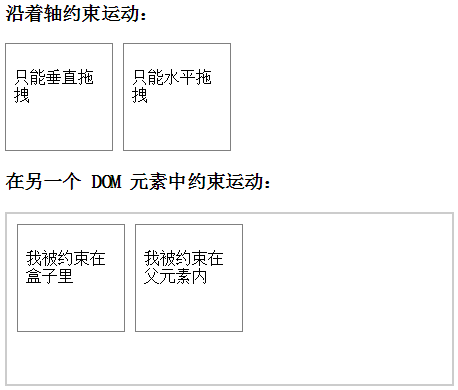 沿着轴约束运动：
只能垂直拖
拽
只能水平拖
拽
在另一个 DOM 元素中约束运动：
我被约束在
盒子里
我被约束在
父元素内